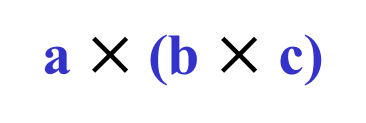 a × (b × c)